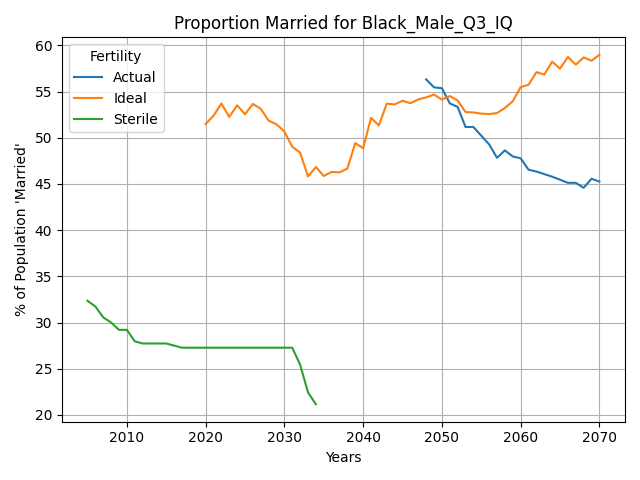 Proportion Married for Black_Male_Q3_IQ
Fertility
Actual
Ideal
Sterile
% of Population 'Married'
60
55
50
45
40
35
30
25
20
2010
2020
2030
2040
2050
2060
2070
Years